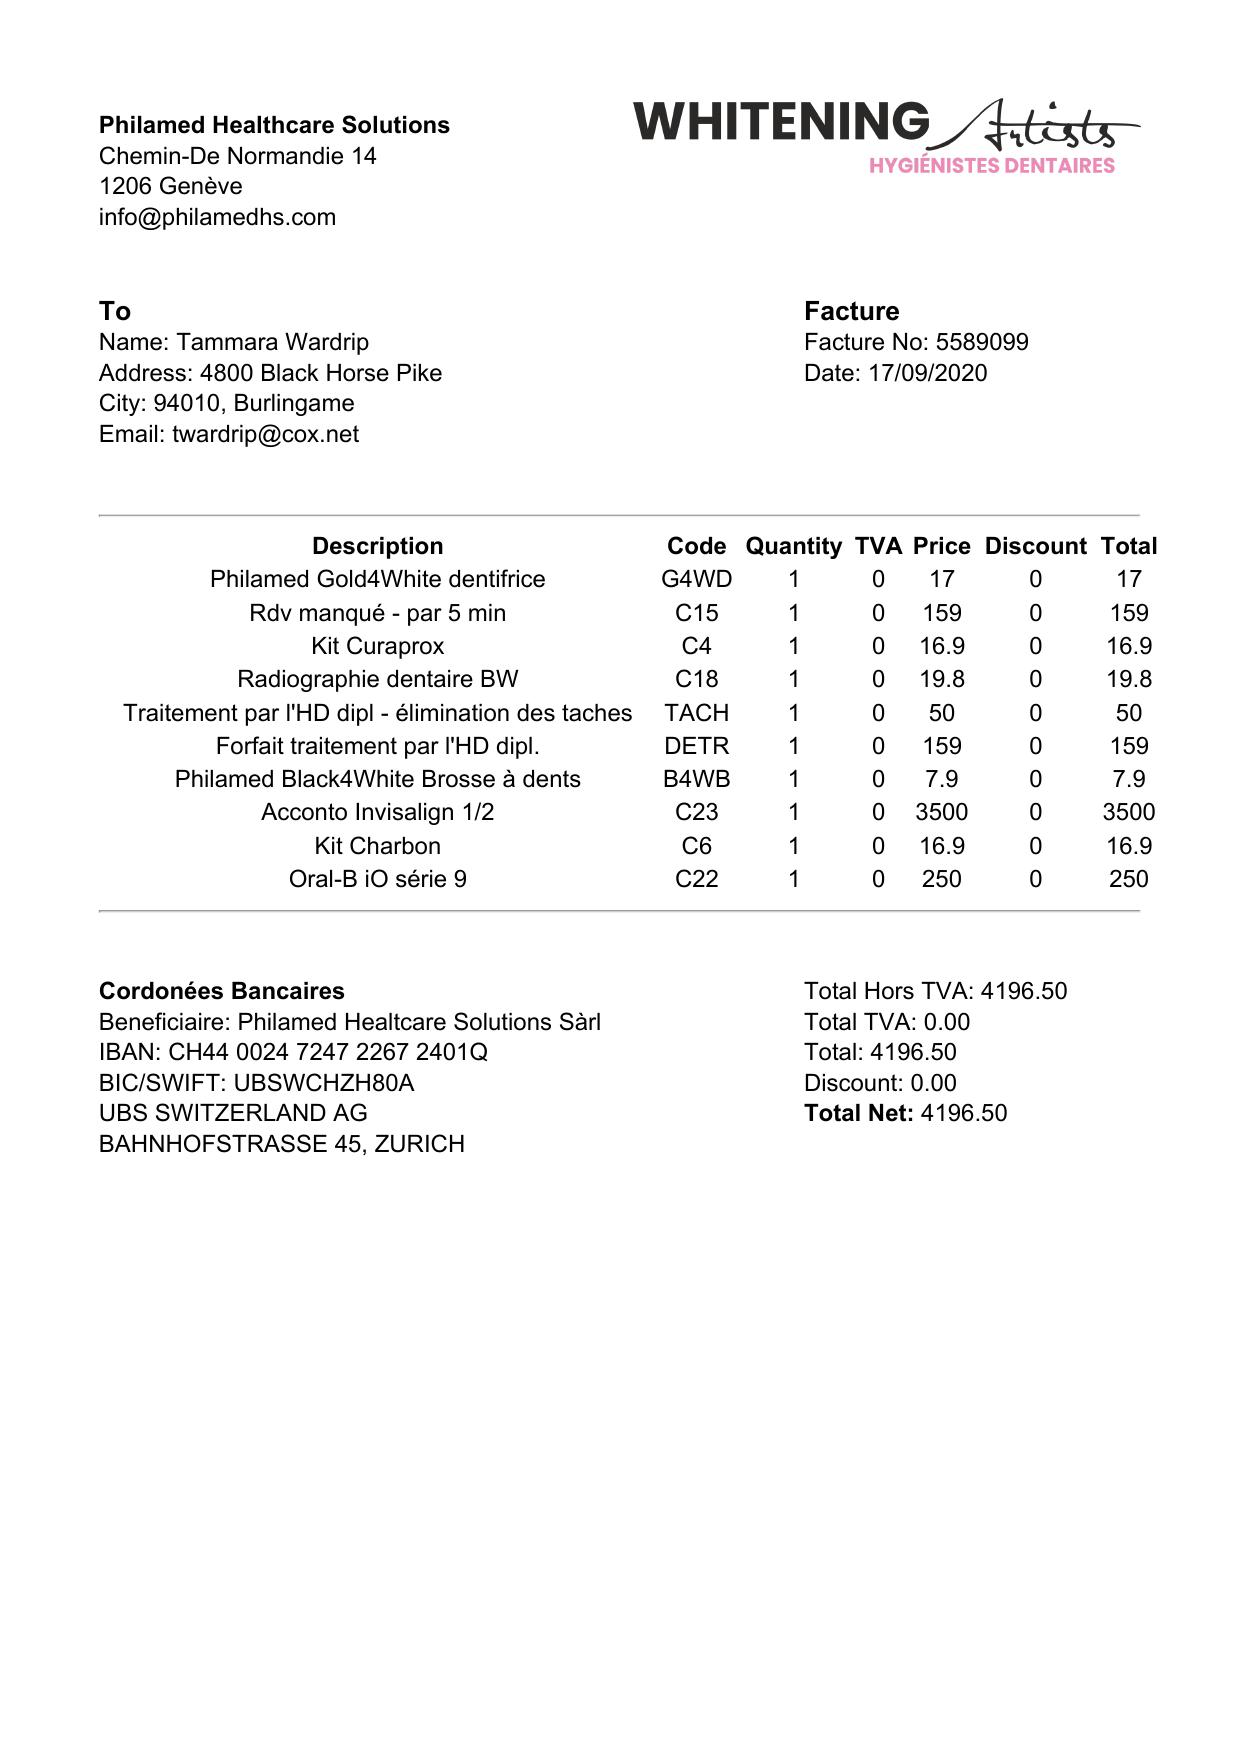 Philamed Healthcare Solutions
Chemin-De Normandie 14
1206 Genève
info@philamedhs.com
WHITENING Artists
HYGIÉNISTES DENTAIRES
To
Name: Tammara Wardrip
Address: 4800 Black Horse Pike
City: 94010, Burlingame
Email: twardrip@cox.net
Facture
Facture No: 5589099
Date: 17/09/2020
Description Code Quantity TVA Price Discount Total
Philamed Gold4White dentifrice G4WD 1 0 17 0 17
Rdv manqué - par 5 min C15 1 0 159 0 159
Kit Curaprox C4 1 0 16.9 0 16.9
Radiographie dentaire BW C18 1 0 19.8 0 19.8
Traitement par l'HD dipl - élimination des taches TACH 1 0 50 0 50
Forfait traitement par l'HD dipl. DETR 1 0 159 0 159
Philamed Black4White Brosse à dents B4WB 1 0 7.9 0 7.9
Acconto Invisalign 1/2 C23 1 0 3500 0 3500
Kit Charbon C6 1 0 16.9 0 16.9
Oral-B iO série 9 C22 1 0 250 0 250
Cordonées Bancaires
Beneficiaire: Philamed Healtcare Solutions Sàrl
IBAN: CH44 0024 7247 2267 2401Q
BIC/SWIFT: UBSWCHZH80A
UBS SWITZERLAND AG
BAHNHOFSTRASSE 45, ZURICH
Total Hors TVA: 4196.50
Total TVA: 0.00
Total: 4196.50
Discount: 0.00
Total Net: 4196.50